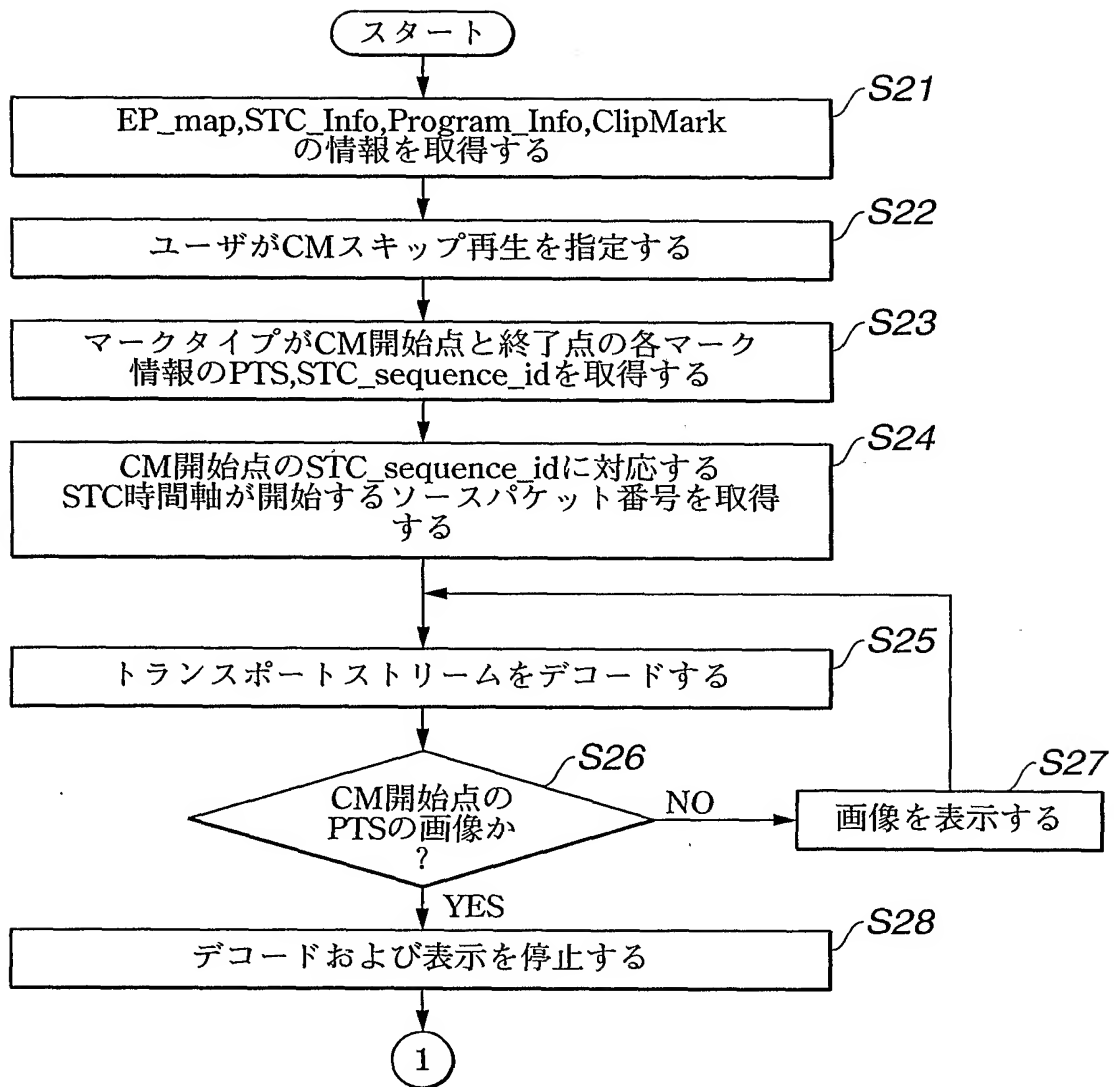 スタート
S21
EP_map,STC_Info,Program_Info,ClipMark
の情報を取得する
S22
ユーザがCMスキップ再生を指定する
S23
マークタイプがCM開始点と終了点の各マーク
情報のPTS,STC_sequence_idを取得する
S24
CM開始点のSTC_sequence_idに対応する
STC時間軸が開始するソースパケット番号を取得
する
S25
トランスポートストリームをデコードする
S26
CM開始点の
PTSの画像か
?
NO
S27
画像を表示する
YES
S28
デコードおよび表示を停止する
1